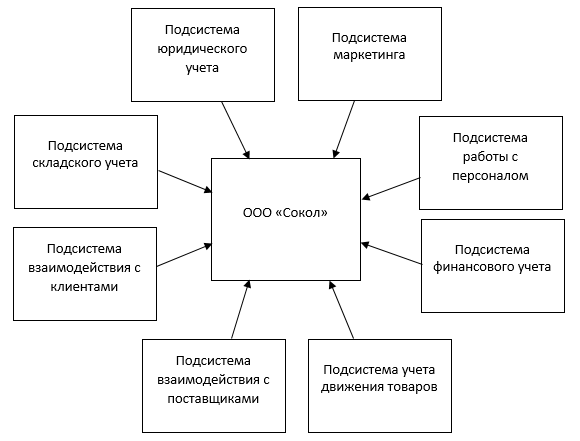 Подсистема
юридического
учета
Подсистема
маркетинга
Подсистема
складского учета
Подсистема
работы с
персоналом
ООО «Сокол»
Подсистема
взаимодействия с
клиентами
Подсистема
финансового учета
Подсистема
взаимодействия с
поставщиками
Подсистема учета
движения товаров